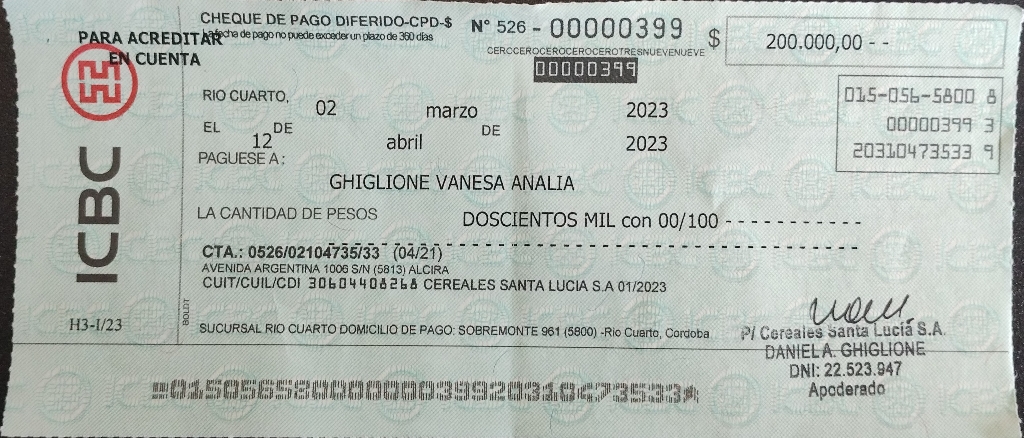 CHEQUE DE PAGO DIFERIDO-CPD-$
N° 526 - 00000399
$ 200.000,00 - -
PARA ACREDITAR
EN CUENTA
La fecha de pago no puede exceder un plazo de 360 días
CERCCEROCEROCEROCEROTRESNUEVENUEVE
00000399
015-056-5800 8
00000399 3
20310473533 9
RIO CUARTO, 02 marzo 2023
EL 12 DE abril DE 2023
PAGUESE A:
GHIGLIONE VANESA ANALIA
LA CANTIDAD DE PESOS DOSCIENTOS MIL con 00/100 - - - - - - - - - - -
ICBC
CTA.: 0526/02104735/33 (04/21)
AVENIDA ARGENTINA 1006 S/N (5813) ALCIRA
CUIT/CUIL/CDI 30604408268 CEREALES SANTA LUCIA S.A 01/2023
H3-I/23
BOLDT
SUCURSAL RIO CUARTO DOMICILIO DE PAGO: SOBREMONTE 961 (5800) -Rio Cuarto, Cordoba
P/ Cereales Santa Lucía S.A.
DANIEL A. GHIGLIONE
DNI: 22.523.947
Apoderado
01505658000000039920310473533